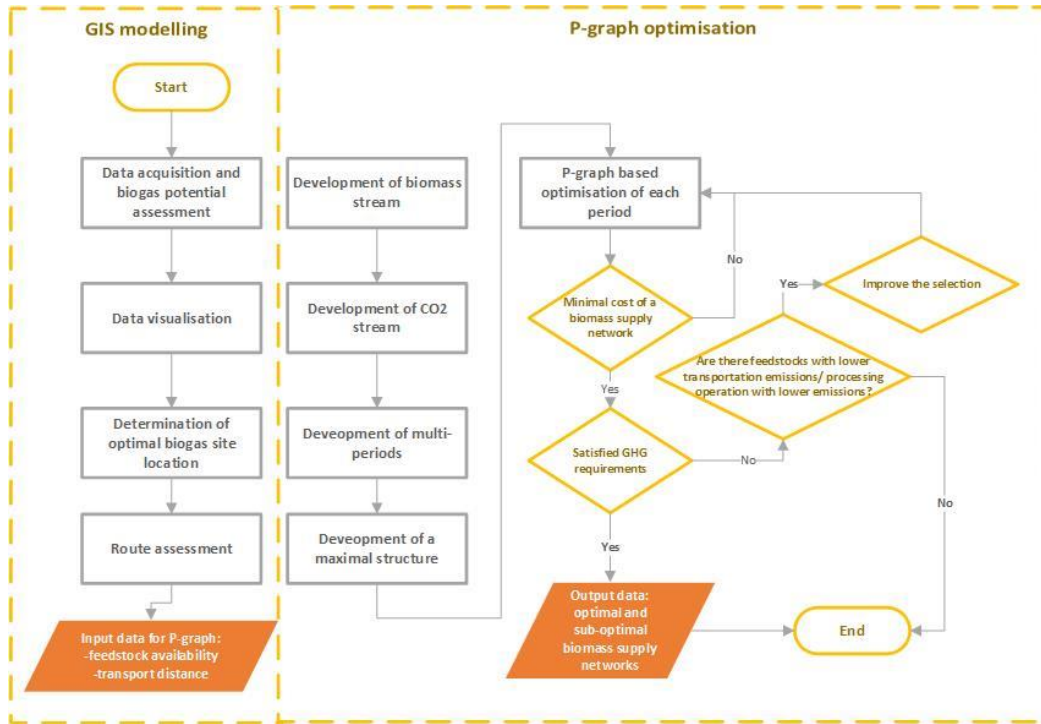 GIS modelling
Start
Data acquisition and
biogas potential
assessment
Data visualisation
Determination of
optimal biogas site
location
Route assessment
Input data for P-graph:
-feedstock availability
-transport distance
P-graph optimisation
Development of biomass
stream
Development of CO2
stream
Deveopment of multi-
periods
Deveopment of a
maximal structure
P-graph based
optimisation of each
period
No
Minimal cost of a
biomass supply
network
Yes
Satisfied GHG
requirements
No
Yes
Output data:
optimal and
sub-optimal
biomass supply
networks
Yes
Improve the selection
Are there feedstocks with lower
transportation emissions/ processing
operation with lower emissions?
No
End